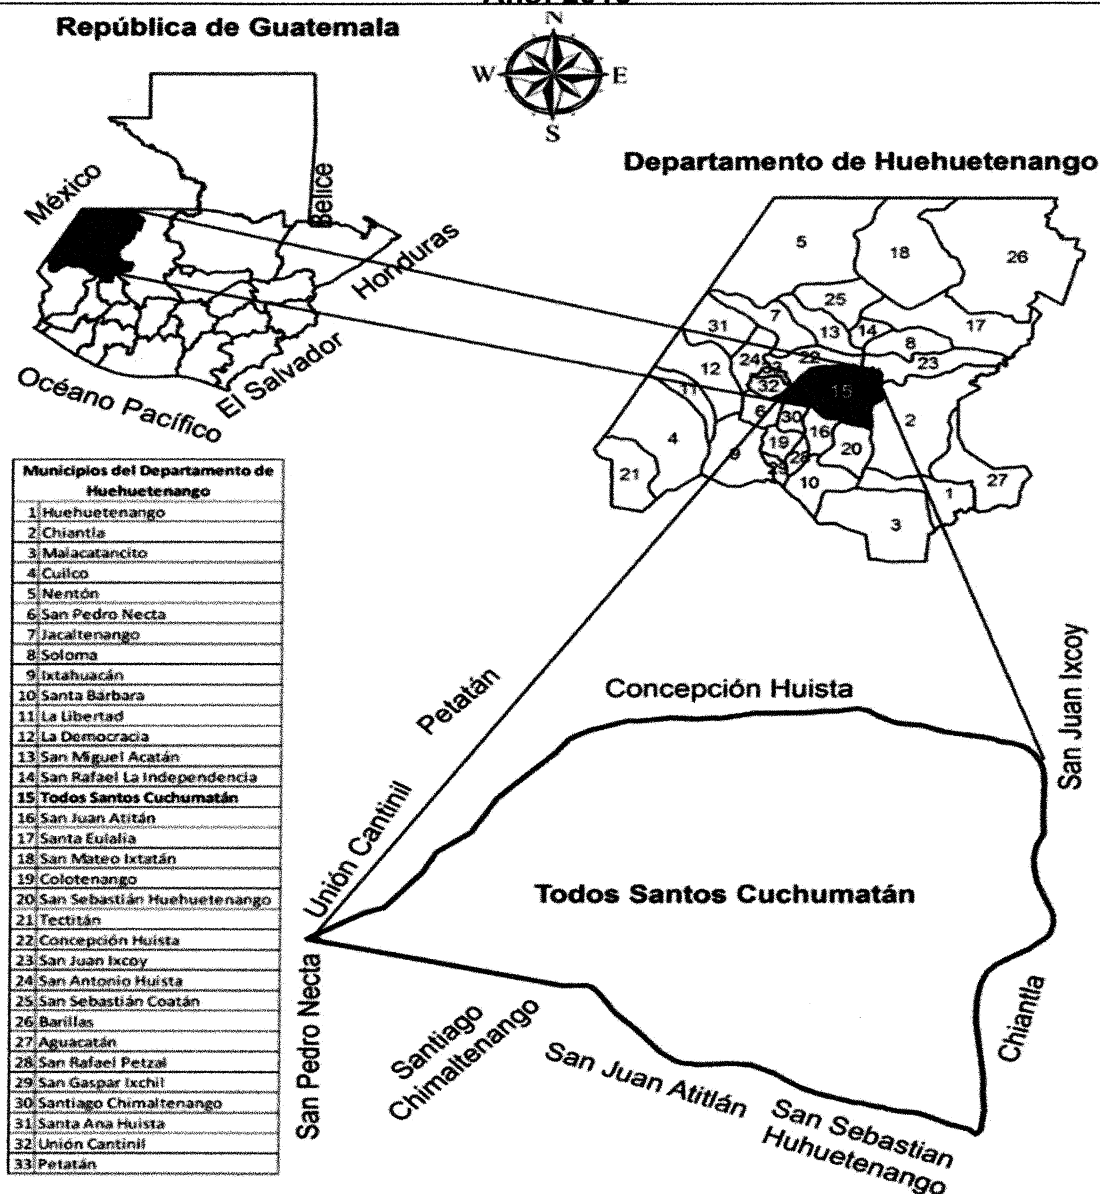 República de Guatemala
N
W
E
S
Departamento de Huehuetenango
México
Belice
Honduras
El Salvador
Océano Pacífico
5
18
26
25
7
31
13
14
17
8
22
23
24
33
12
32
15
11
6
30
2
4
16
19
20
9
28
21
29
10
27
1
3
Municipios del Departamento de
Huehuetenango
1 Huehuetenango
2 Chiantla
3 Malacatancito
4 Cuilco
5 Nentón
6 San Pedro Necta
7 Jacaltenango
8 Soloma
9 Ixtahuacán
10 Santa Bárbara
11 La Libertad
12 La Democracia
13 San Miguel Acatán
14 San Rafael La Independencia
15 Todos Santos Cuchumatán
16 San Juan Atitán
17 Santa Eulalia
18 San Mateo Ixtatán
19 Colotenango
20 San Sebastián Huehuetenango
21 Tectitán
22 Concepción Huista
23 San Juan Ixcoy
24 San Antonio Huista
25 San Sebastián Coatán
26 Barillas
27 Aguacatán
28 San Rafael Petzal
29 San Gaspar Ixchil
30 Santiago Chimaltenango
31 Santa Ana Huista
32 Unión Cantinil
33 Petatán
Petatán
Concepción Huista
San Juan Ixcoy
Unión Cantinil
Todos Santos Cuchumatán
San Pedro Necta
Santiago
Chimaltenango
San Juan Atitlán
San Sebastian
Huhuetenango
Chiantla